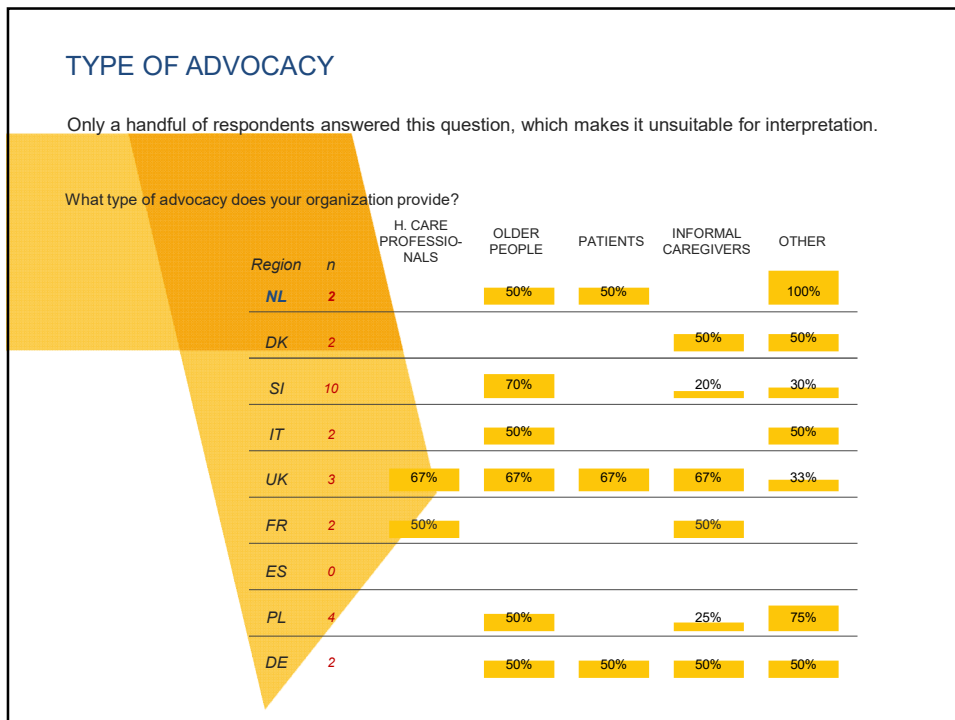 TYPE OF ADVOCACY
Only a handful of respondents answered this question, which makes it unsuitable for interpretation.
What type of advocacy does your organization provide?
Region n H. CARE PROFESSIO- NALS OLDER PEOPLE PATIENTS INFORMAL CAREGIVERS OTHER
NL 2 50% 50% 100%
DK 2 50% 50%
SI 10 70% 20% 30%
IT 2 50% 50%
UK 3 67% 67% 67% 67% 33%
FR 2 50% 50%
ES 0
PL 4 50% 25% 75%
DE 2 50% 50% 50% 50%